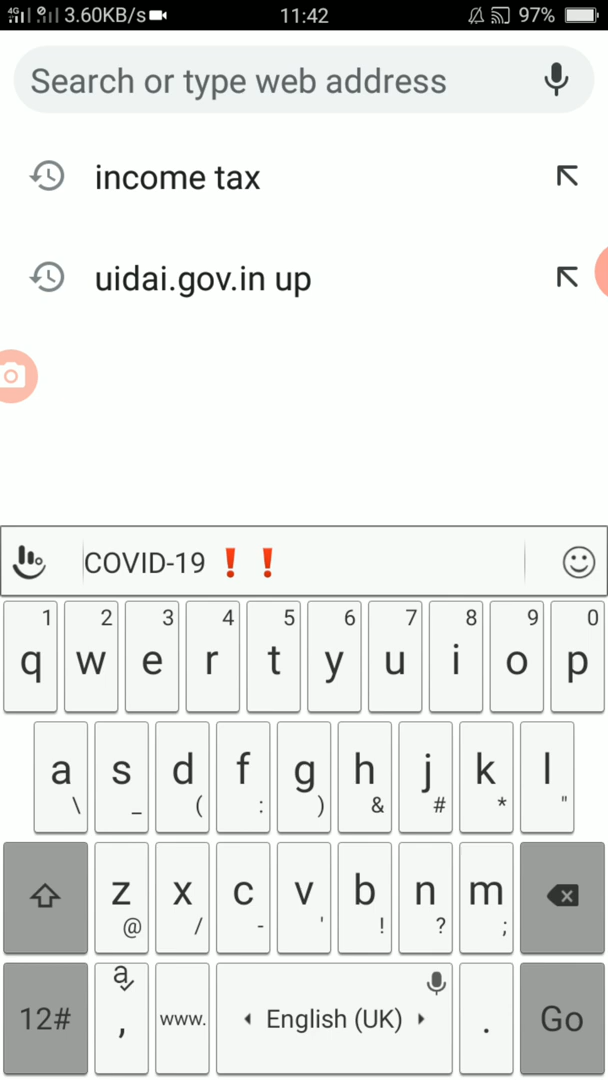 4G 3.60KB/s 11:42 97%
Search or type web address
income tax
uidai.gov.in up
COVID-19❗❗
1 2 3 4 5 6 7 8 9 0
q w e r t y u i o p
a s d f g h j k l
\ _ ( : ) & # * "
z x c v b n m
@ / - ' ! ? ;
12# a , www. English (UK) . Go